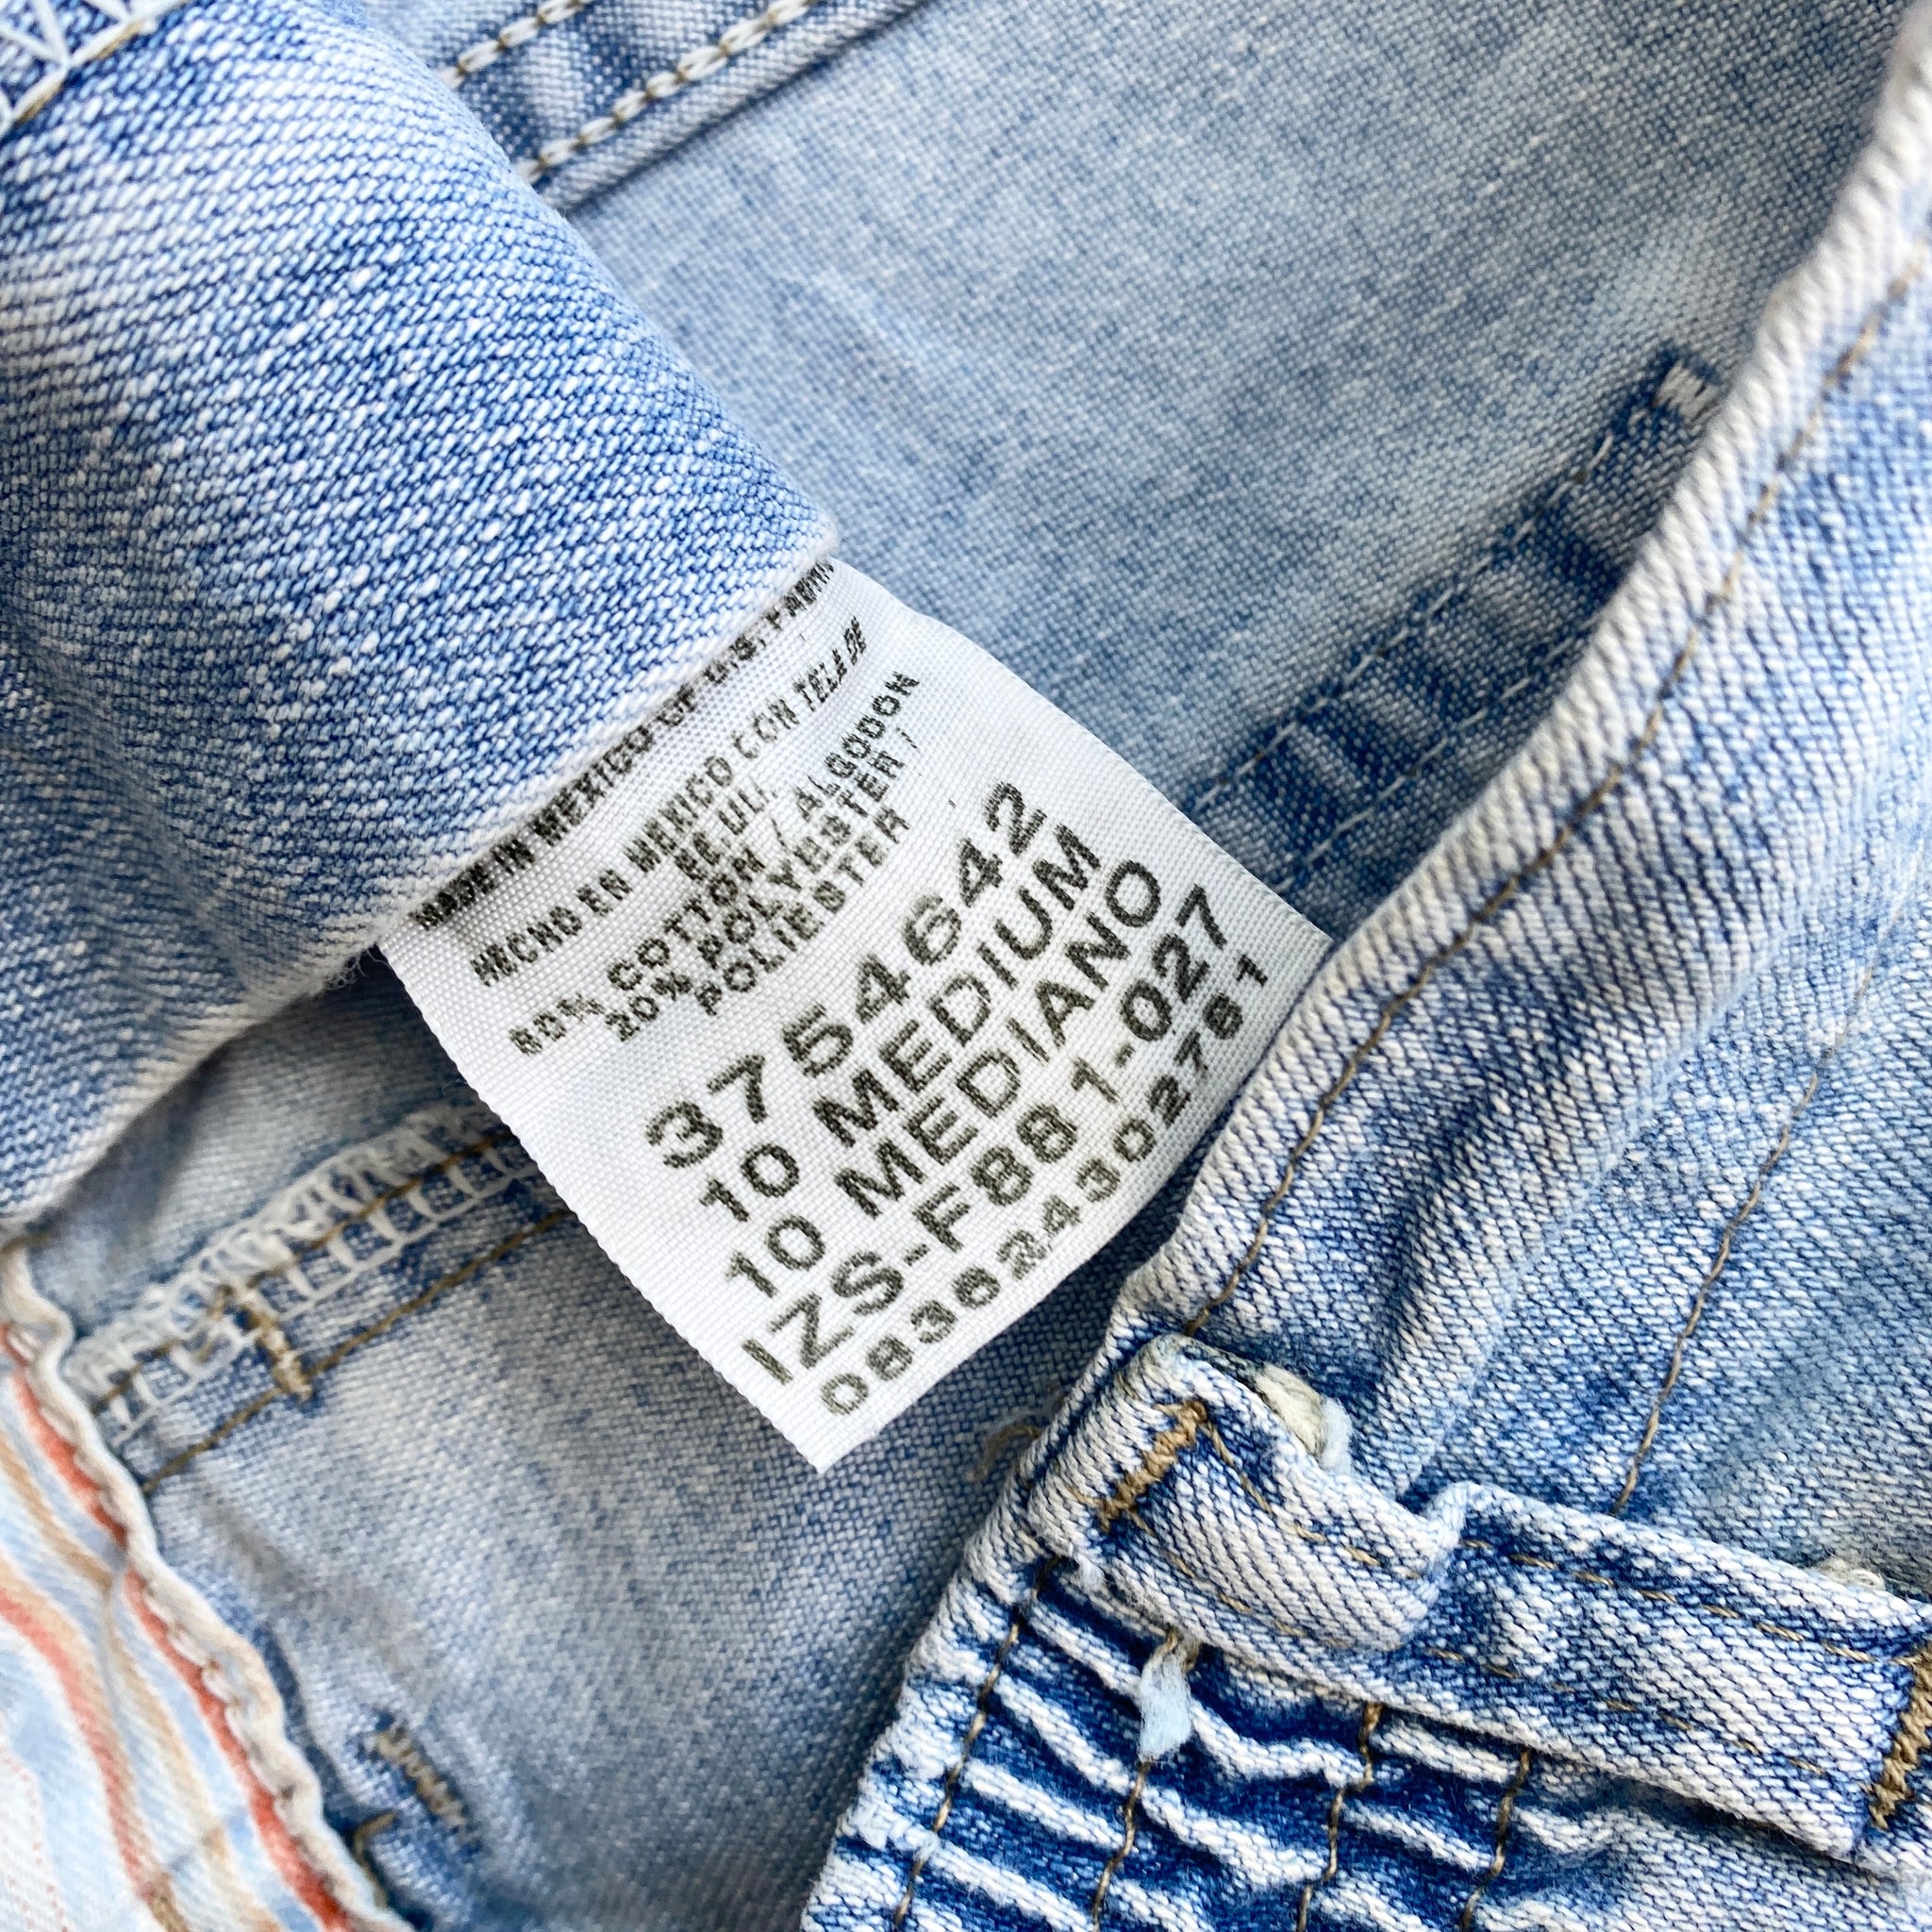 MADE IN MEXICO OF U.S. FABRIC
HECHO EN MEXICO CON TELA DE
EE.UU.
80% COTTON / ALGODON
20% POLYESTER /
POLIESTER
3754642
10 MEDIUM
10 MEDIANO
IZS-F881-027
083624302761